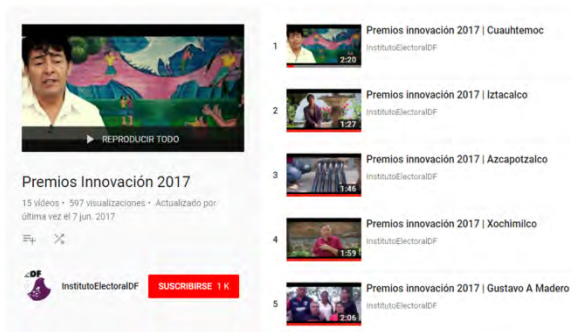 REPRODUCIR TODO
Premios Innovación 2017
15 vídeos • 597 visualizaciones • Actualizado por
última vez el 7 jun. 2017
DF
InstitutoElectoralDF
SUSCRIBIRSE 1 K
1
2:20
Premios innovación 2017 | Cuauhtemoc
InstitutoElectoralDF
2
1:27
Premios innovación 2017 | Iztacalco
InstitutoElectoralDF
3
1:46
Premios innovación 2017 | Azcapotzalco
InstitutoElectoralDF
4
1:59
Premios innovación 2017 | Xochimilco
InstitutoElectoralDF
5
2:06
Premios innovación 2017 | Gustavo A Madero
InstitutoElectoralDF